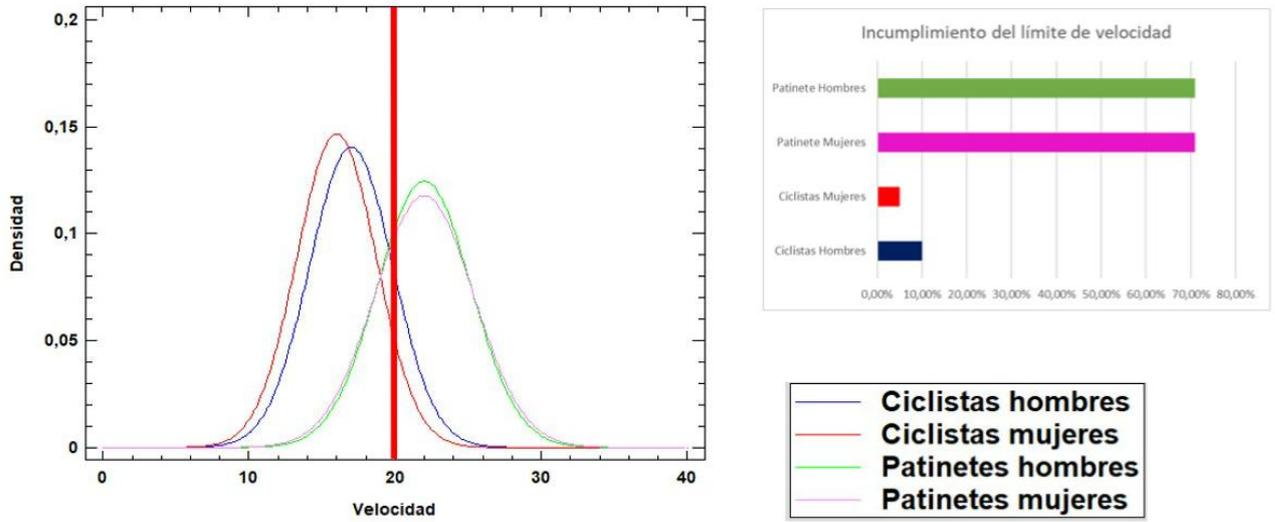 0,2
0,15
0,1
0,05
0
Densidad
0 10 20 30 40
Velocidad
Incumplimiento del límite de velocidad
Patinete Hombres
Patinete Mujeres
Ciclistas Mujeres
Ciclistas Hombres
0,00% 10,00% 20,00% 30,00% 40,00% 50,00% 60,00% 70,00% 80,00%
Ciclistas hombres
Ciclistas mujeres
Patinetes hombres
Patinetes mujeres